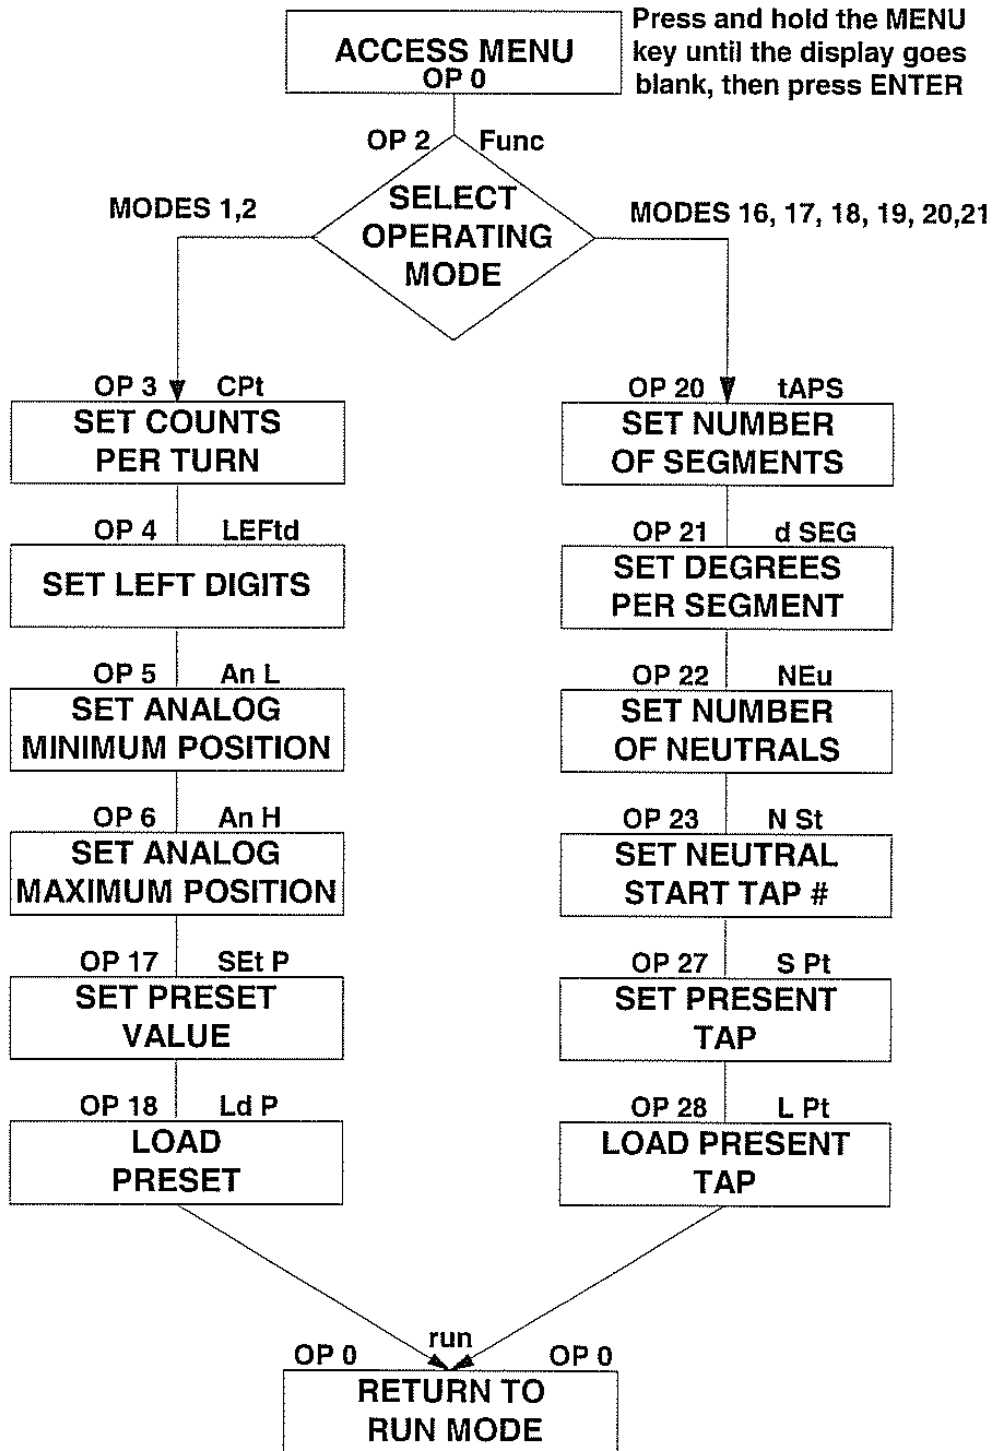 ACCESS MENU
OP 0
Press and hold the MENU
key until the display goes
blank, then press ENTER
OP 2 Func
SELECT
OPERATING
MODE
MODES 1,2
MODES 16, 17, 18, 19, 20,21
OP 3 CPt
SET COUNTS
PER TURN
OP 4 LEFtd
SET LEFT DIGITS
OP 5 An L
SET ANALOG
MINIMUM POSITION
OP 6 An H
SET ANALOG
MAXIMUM POSITION
OP 17 SEt P
SET PRESET
VALUE
OP 18 Ld P
LOAD
PRESET
OP 20 tAPS
SET NUMBER
OF SEGMENTS
OP 21 d SEG
SET DEGREES
PER SEGMENT
OP 22 NEu
SET NUMBER
OF NEUTRALS
OP 23 N St
SET NEUTRAL
START TAP #
OP 27 S Pt
SET PRESENT
TAP
OP 28 L Pt
LOAD PRESENT
TAP
run
OP 0 OP 0
RETURN TO
RUN MODE